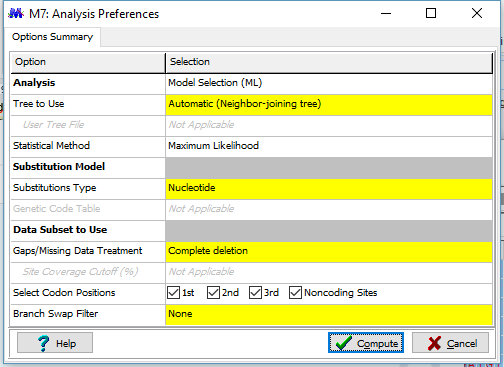 M7: Analysis Preferences
Options Summary
Option Selection
Analysis Model Selection (ML)
Tree to Use Automatic (Neighbor-joining tree)
User Tree File Not Applicable
Statistical Method Maximum Likelihood
Substitution Model
Substitutions Type Nucleotide
Genetic Code Table Not Applicable
Data Subset to Use
Gaps/Missing Data Treatment Complete deletion
Site Coverage Cutoff (%) Not Applicable
Select Codon Positions 1st 2nd 3rd Noncoding Sites
Branch Swap Filter None
? Help Compute Cancel